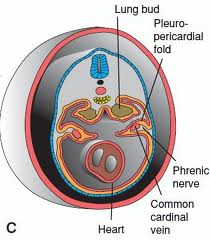 Lung bud
Pleuro-
pericardial
fold
Phrenic
nerve
Common
cardinal
vein
Heart
C